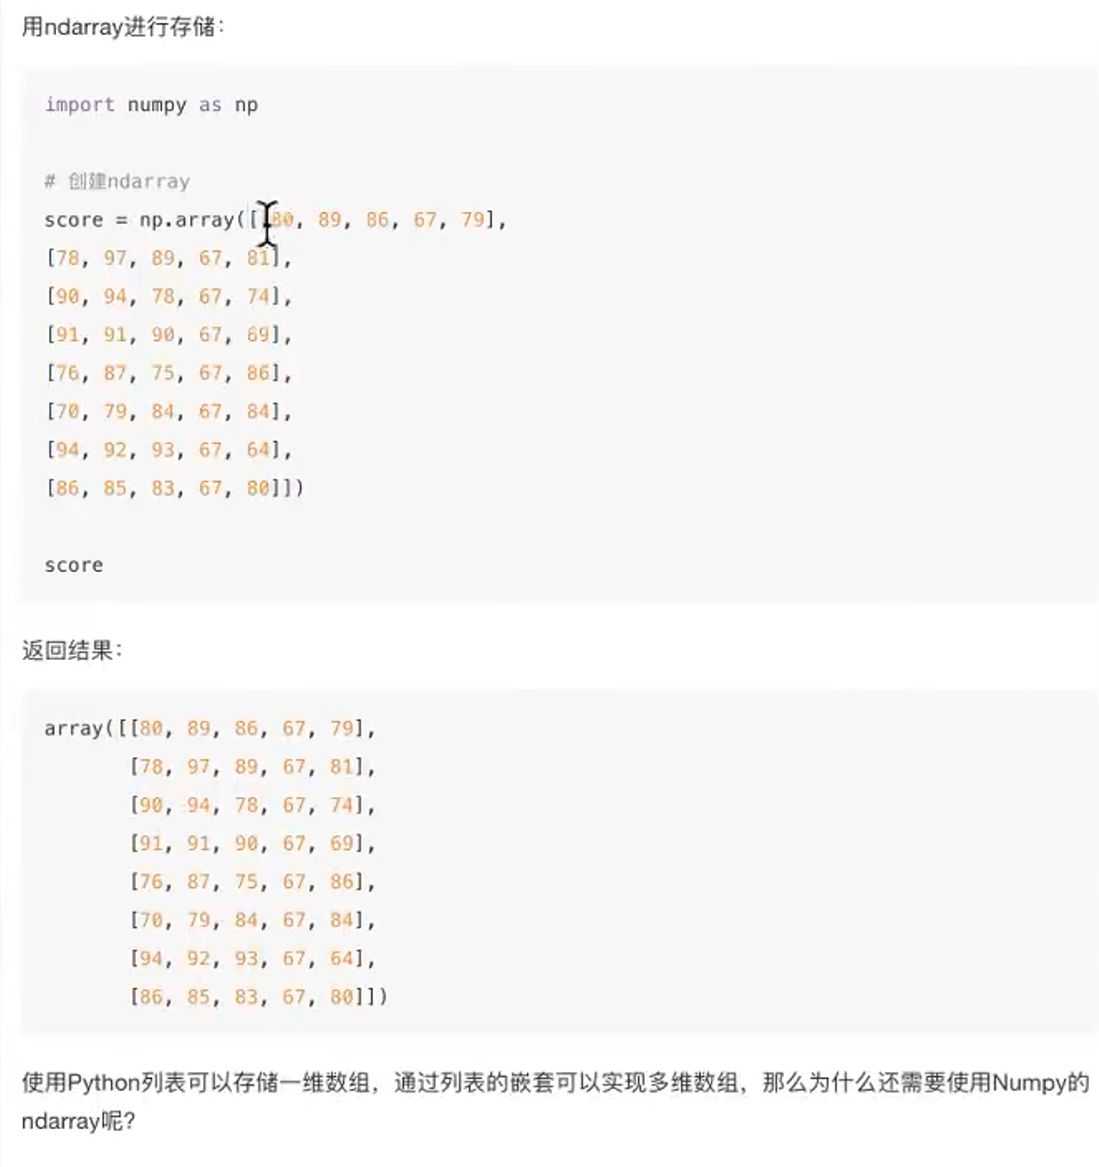 用ndarray进行存储：
import numpy as np
# 创建ndarray
score = np.array([[80, 89, 86, 67, 79],
[78, 97, 89, 67, 81],
[90, 94, 78, 67, 74],
[91, 91, 90, 67, 69],
[76, 87, 75, 67, 86],
[70, 79, 84, 67, 84],
[94, 92, 93, 67, 64],
[86, 85, 83, 67, 80]])
score
返回结果：
array([[80, 89, 86, 67, 79],
[78, 97, 89, 67, 81],
[90, 94, 78, 67, 74],
[91, 91, 90, 67, 69],
[76, 87, 75, 67, 86],
[70, 79, 84, 67, 84],
[94, 92, 93, 67, 64],
[86, 85, 83, 67, 80]])
使用Python列表可以存储一维数组，通过列表的嵌套可以实现多维数组，那么为什么还需要使用Numpy的
ndarray呢？